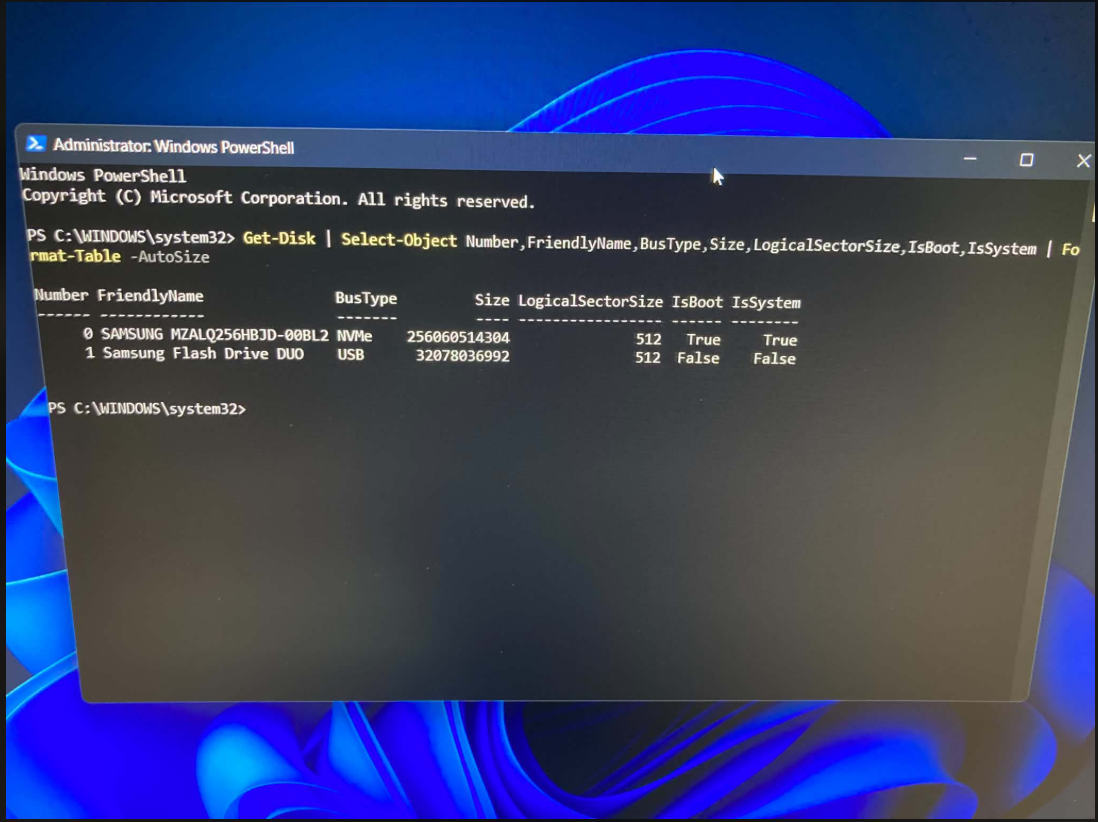 Administrator: Windows PowerShell
Windows PowerShell
Copyright (C) Microsoft Corporation. All rights reserved.
PS C:\WINDOWS\system32> Get-Disk | Select-Object Number,FriendlyName,BusType,Size,LogicalSectorSize,IsBoot,IsSystem | Fo
rmat-Table -AutoSize
Number FriendlyName BusType Size LogicalSectorSize IsBoot IsSystem
------ ------------ ------- ---- ----------------- ------ --------
0 SAMSUNG MZALQ256HBJD-00BL2 NVMe 256060514304 512 True True
1 Samsung Flash Drive DUO USB 32078036992 512 False False
PS C:\WINDOWS\system32>